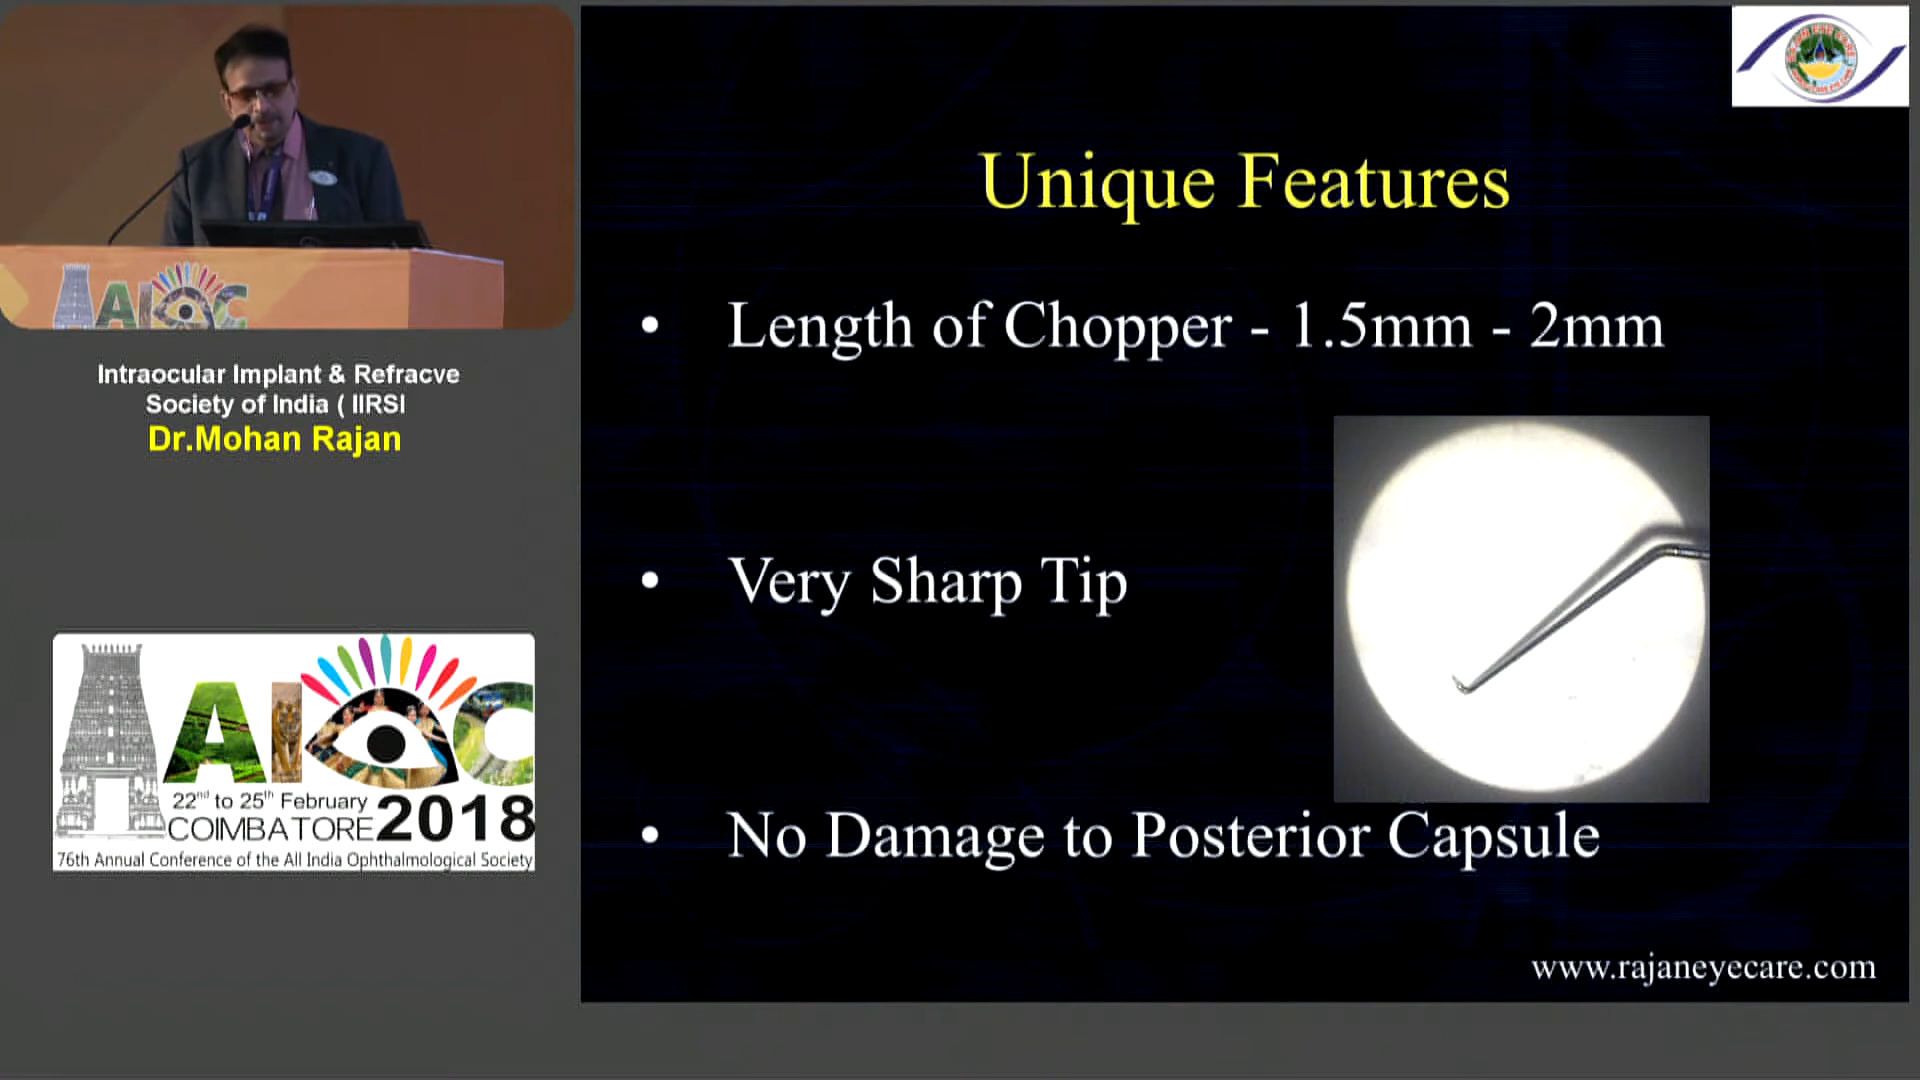 Unique Features
• Length of Chopper - 1.5mm - 2mm
• Very Sharp Tip
• No Damage to Posterior Capsule
www.rajaneyecare.com
AIOC
Intraocular Implant & Refracve
Society of India ( IIRSI
Dr.Mohan Rajan
AIOC
22nd to 25th February
COIMBATORE 2018
76th Annual Conference of the All India Ophthalmological Society